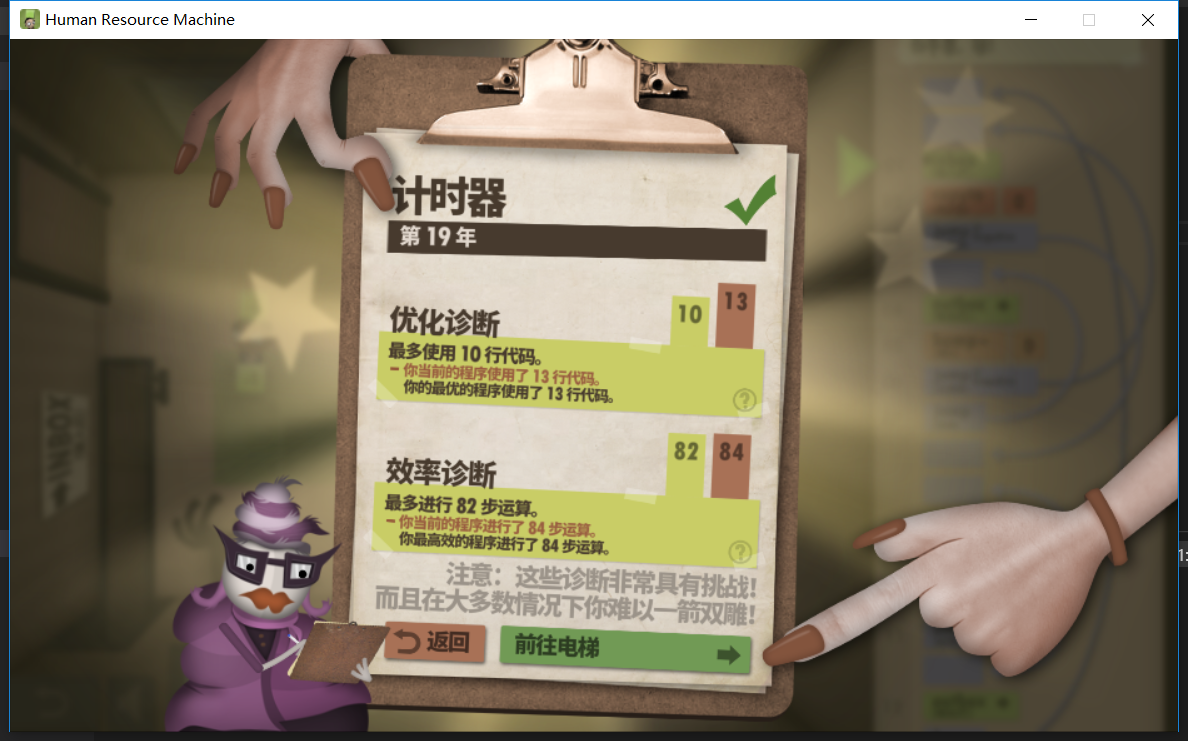 Human Resource Machine
计时器
第 19 年
优化诊断
10
13
最多使用 10 行代码。
- 你当前的程序使用了 13 行代码。
你的最优的程序使用了 13 行代码。
?
效率诊断
82
84
最多进行 82 步运算。
- 你当前的程序进行了 84 步运算。
你最高效的程序进行了 84 步运算。
?
注意：这些诊断非常具有挑战!
而且在大多数情况下你难以一箭双雕!
返回
前往电梯
INBOX
1: